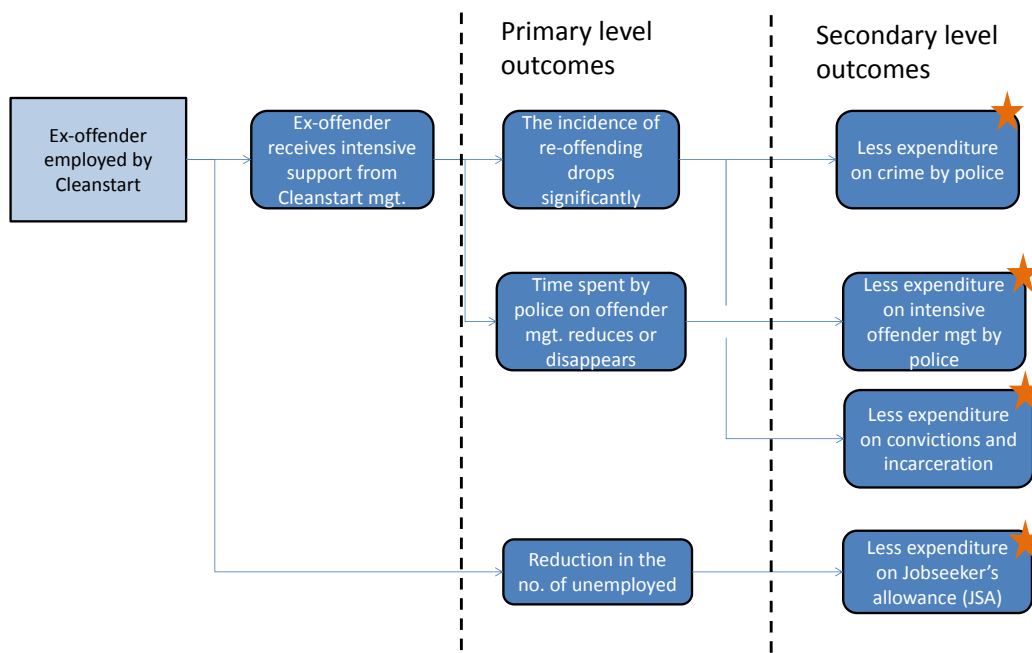 Primary level
outcomes
Secondary level
outcomes
Ex-offender
employed by
Cleanstart
Ex-offender
receives intensive
support from
Cleanstart mgt.
The incidence of
re-offending
drops
significantly
Less expenditure
on crime by police
Time spent by
police on offender
mgt. reduces or
disappears
Less expenditure
on intensive
offender mgt by
police
Less expenditure
on convictions and
incarceration
Reduction in the
no. of unemployed
Less expenditure
on Jobseeker’s
allowance (JSA)